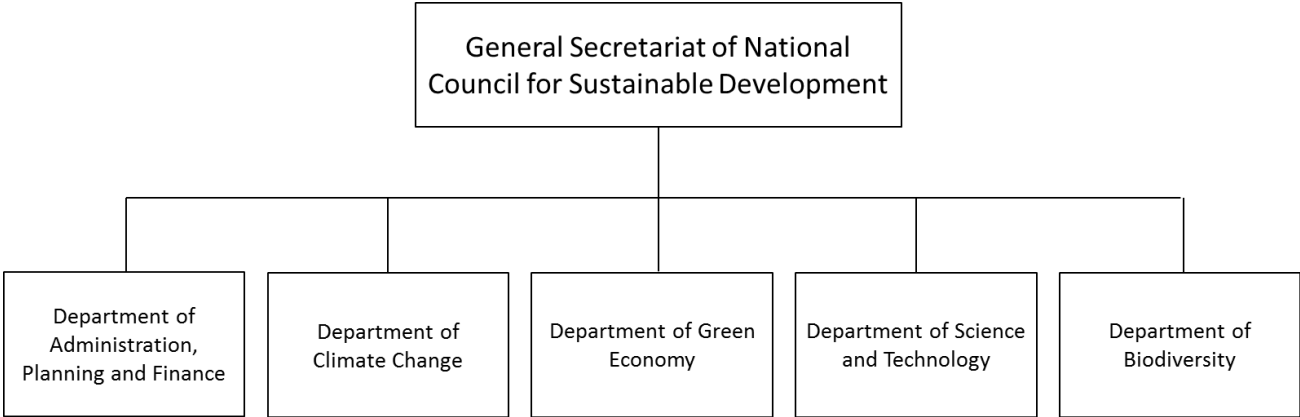 General Secretariat of National
Council for Sustainable Development
Department of
Administration,
Planning and Finance
Department of
Climate Change
Department of Green
Economy
Department of Science
and Technology
Department of
Biodiversity